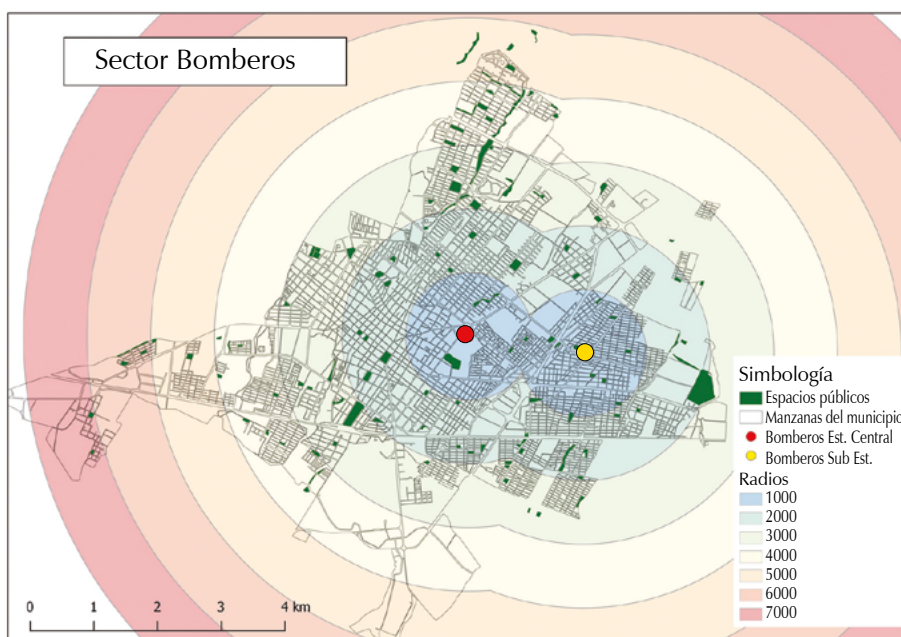 Sector Bomberos
Simbología
Espacios públicos
Manzanas del municipio
Bomberos Est. Central
Bomberos Sub Est.
Radios
1000
2000
3000
4000
5000
6000
7000
0 1 2 3 4 km